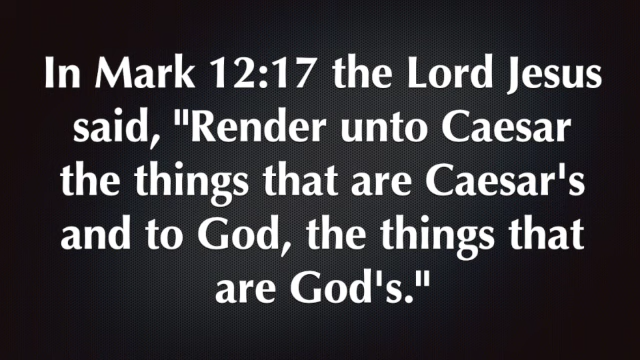 In Mark 12:17 the Lord Jesus
said, "Render unto Caesar
the things that are Caesar's
and to God, the things that
are God's."